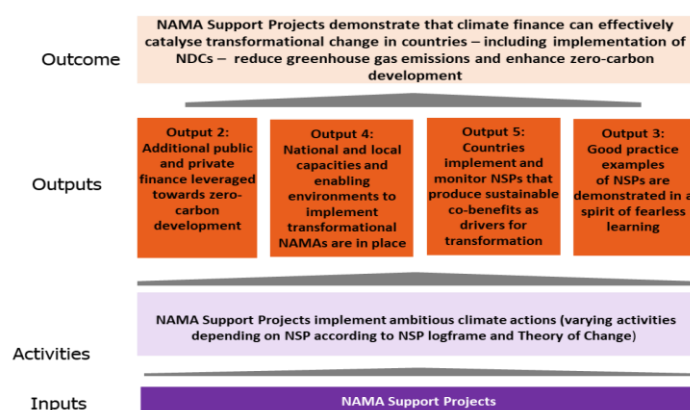 NAMA Support Projects demonstrate that climate finance can effectively
catalyse transformational change in countries – including implementation of
NDCs – reduce greenhouse gas emissions and enhance zero-carbon
development
Outcome
Outputs
Output 2:
Additional public
and private
finance leveraged
towards zero-
carbon
development
Output 4:
National and local
capacities and
enabling
environments to
implement
transformational
NAMAs are in place
Output 5:
Countries
implement and
monitor NSPs that
produce sustainable
co-benefits as
drivers for
transformation
Output 3:
Good practice
examples
of NSPs are
demonstrated in a
spirit of fearless
learning
Activities
NAMA Support Projects implement ambitious climate actions (varying activities
depending on NSP according to NSP logframe and Theory of Change)
Inputs
NAMA Support Projects